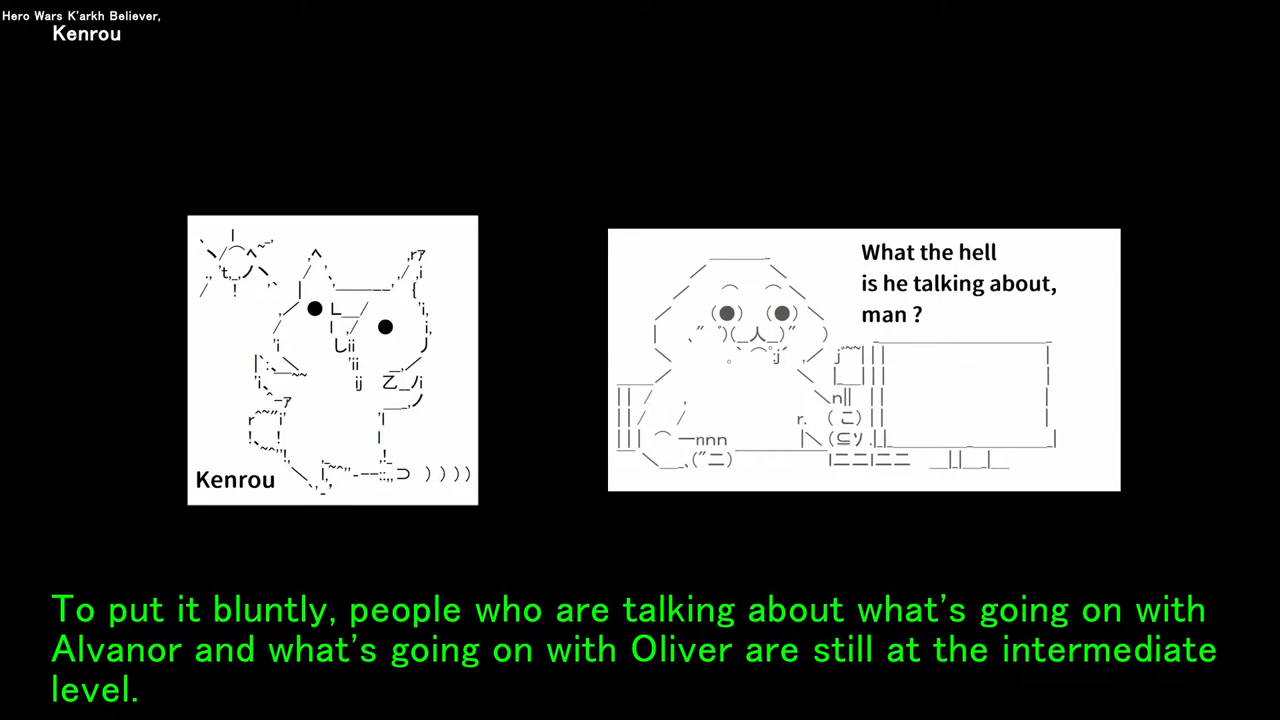 Hero Wars K'arkh Believer,
Kenrou
What the hell
is he talking about,
man ?
Kenrou
To put it bluntly, people who are talking about what's going on with
Alvanor and what's going on with Oliver are still at the intermediate
level.